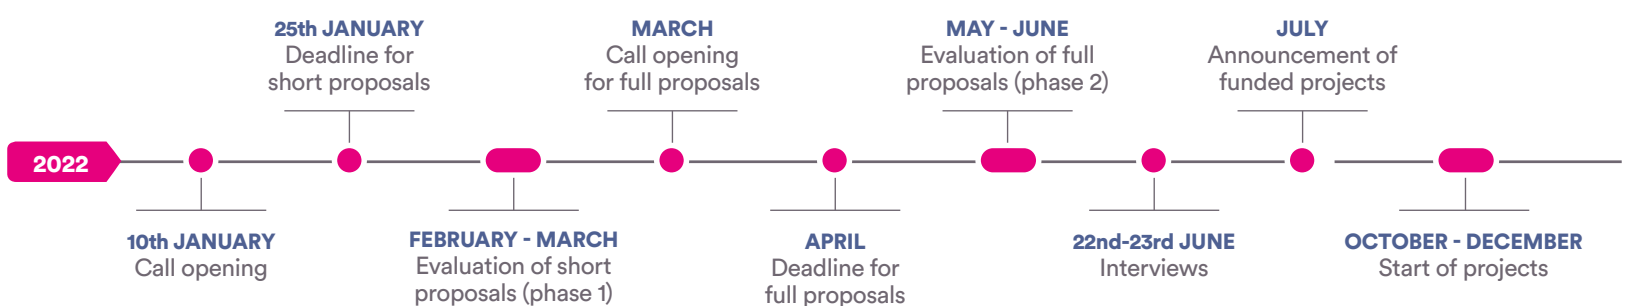 25th JANUARY
Deadline for
short proposals
MARCH
Call opening
for full proposals
MAY - JUNE
Evaluation of full
proposals (phase 2)
JULY
Announcement of
funded projects
2022
10th JANUARY
Call opening
FEBRUARY - MARCH
Evaluation of short
proposals (phase 1)
APRIL
Deadline for
full proposals
22nd-23rd JUNE
Interviews
OCTOBER - DECEMBER
Start of projects